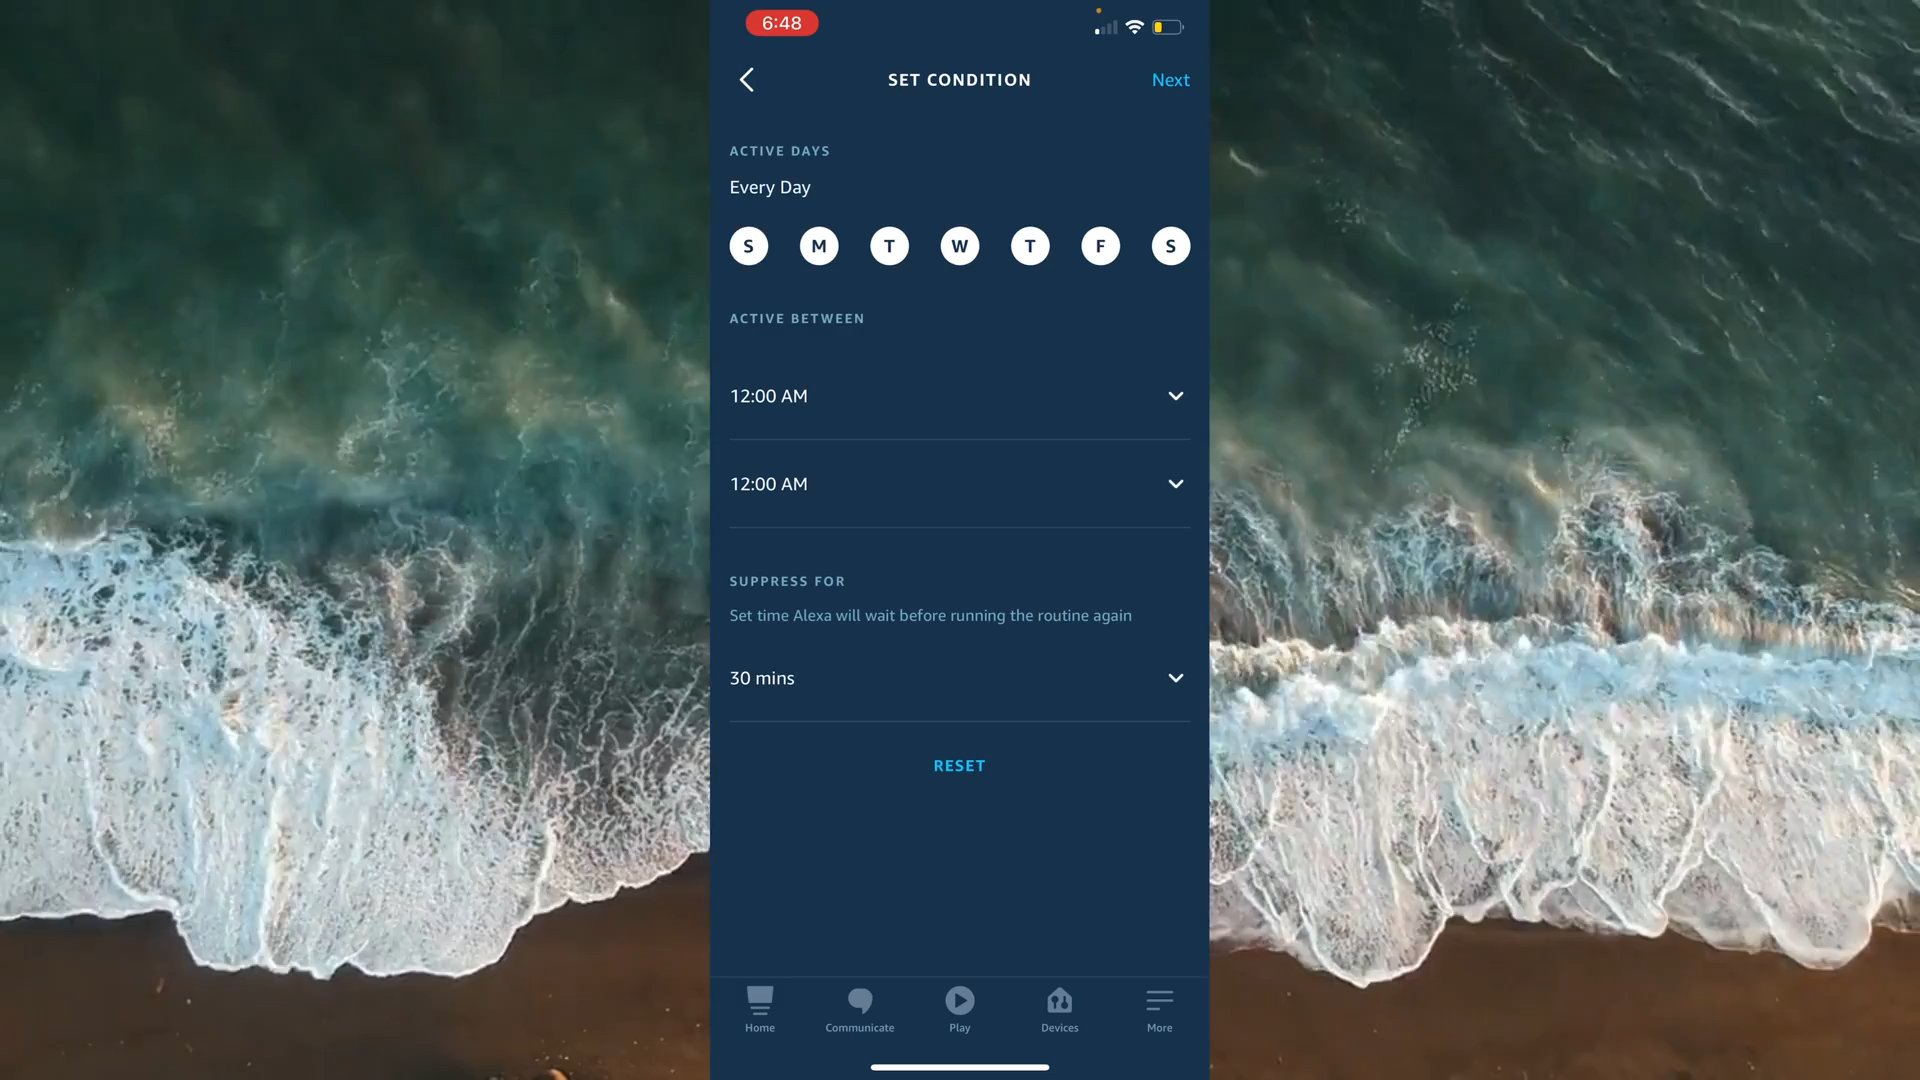 6:48
SET CONDITION
Next
ACTIVE DAYS
Every Day
S M T W T F S
ACTIVE BETWEEN
12:00 AM
12:00 AM
SUPPRESS FOR
Set time Alexa will wait before running the routine again
30 mins
RESET
Home Communicate Play Devices More